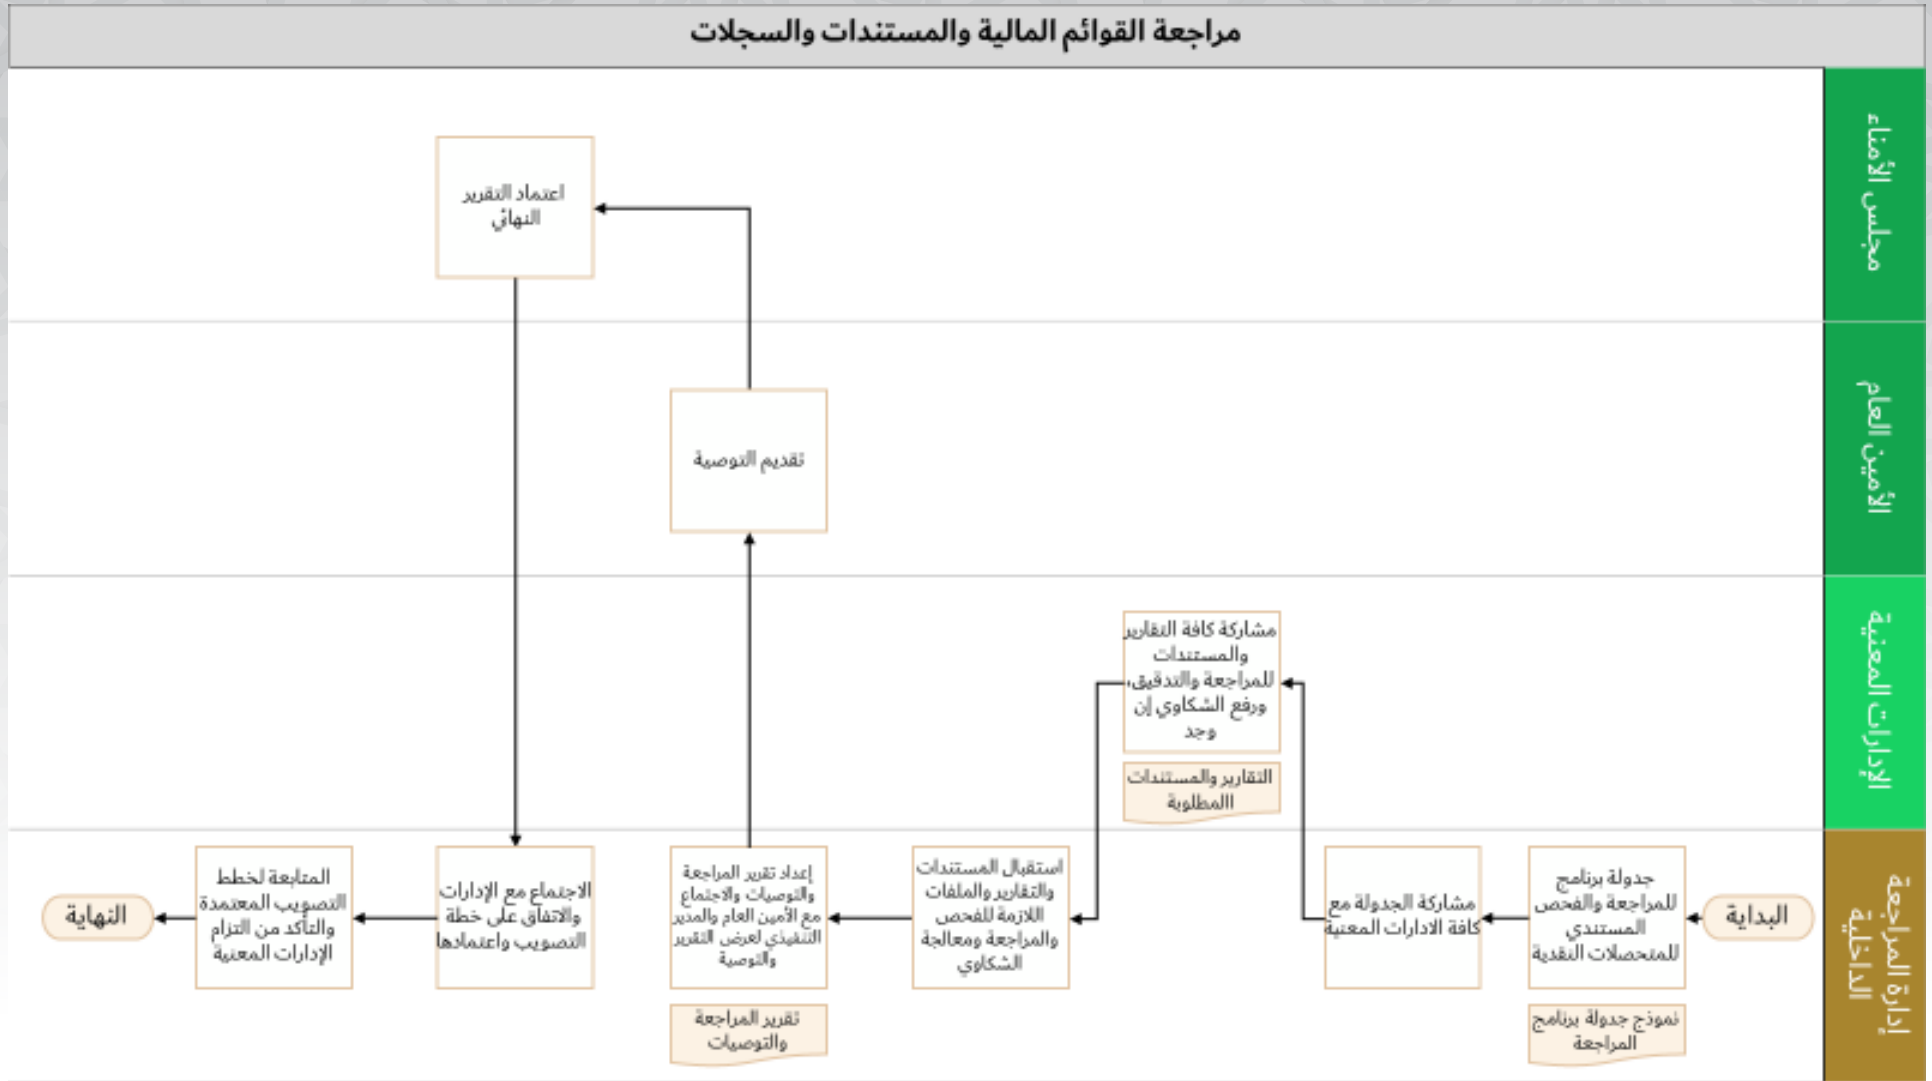 مراجعة القوائم المالية والمستندات والسجلات
مجلس الأمناء
اعتماد التقرير
النهائي
الأمين العام
تقديم التوصية
الإدارات المعنية
مشاركة كافة التقارير
والمستندات
للمراجعة والتدقيق،
ورفع الشكاوي إن
وجد
التقارير والمستندات
االمطلوبة
إدارة المراجعة
الداخلية
البداية
جدولة برنامج
للمراجعة والفحص
المستندي
للمتحصلات النقدية
نموذج جدولة برنامج
المراجعة
مشاركة الجدولة مع
كافة الادارات المعنية
استقبال المستندات
والتقارير والملفات
اللازمة للفحص
والمراجعة ومعالجة
الشكاوي
إعداد تقرير المراجعة
والتوصيات والاجتماع
مع الأمين العام والمدير
التنفيذي لعرض التقرير
والتوصية
تقرير المراجعة
والتوصيات
الاجتماع مع الإدارات
والاتفاق على خطة
التصويب واعتمادها
المتابعة لخطط
التصويب المعتمدة
والتأكد من التزام
الإدارات المعنية
النهاية